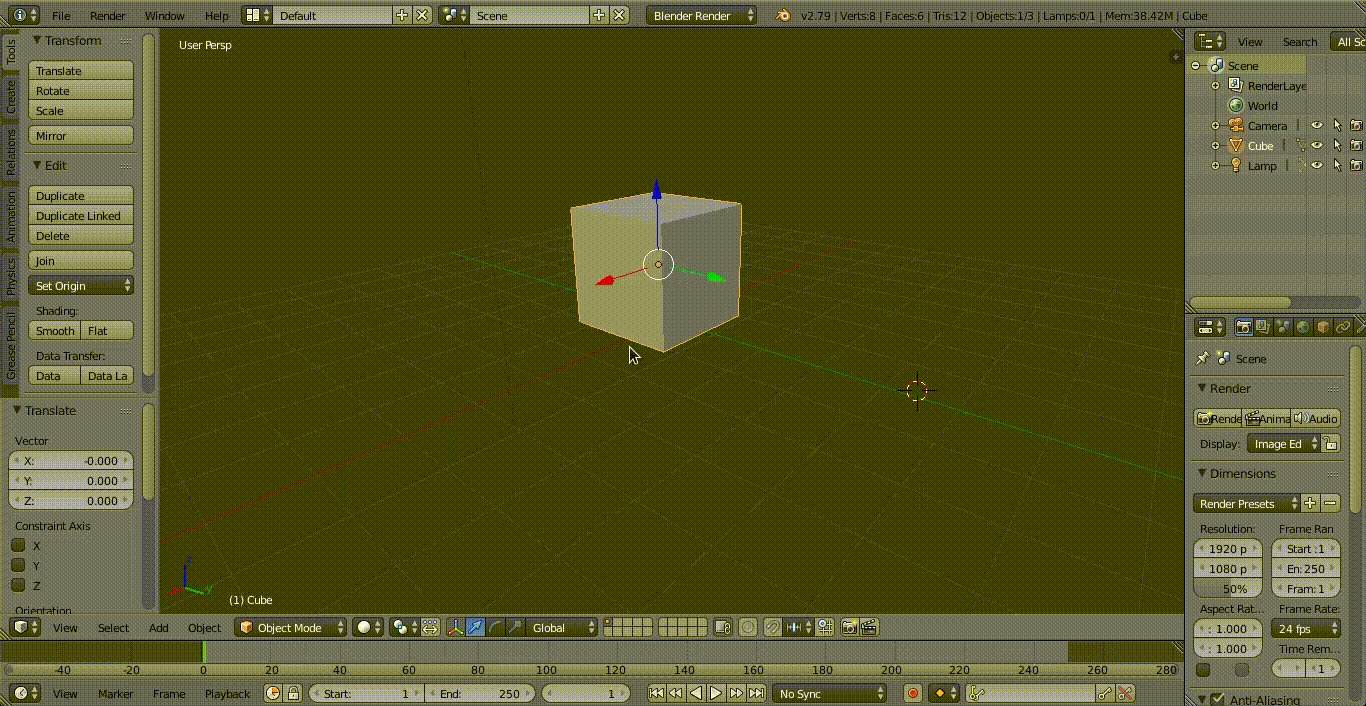 File Render Window Help Default Scene Blender Render v2.79 | Verts:8 | Faces:6 | Tris:12 | Objects:1/3 | Lamps:0/1 | Mem:38.42M | Cube
Tools
Create
Relations
Animation
Physics
Grease Pencil
Transform
Translate
Rotate
Scale
Mirror
Edit
Duplicate
Duplicate Linked
Delete
Join
Set Origin
Shading:
Smooth Flat
Data Transfer:
Data Data La
Translate
Vector
X: -0.000
Y: 0.000
Z: 0.000
Constraint Axis
X
Y
Z
Orientation
User Persp
z
y
(1) Cube
View Select Add Object Object Mode Global
-40 -20 0 20 40 60 80 100 120 140 160 180 200 220 240 260 280
View Marker Frame Playback Start: 1 End: 250 1 No Sync
View Search All Sc
Scene
RenderLaye
World
Camera
Cube
Lamp
Scene
Render
Rende Anima Audio
Display: Image Ed
Dimensions
Render Presets
Resolution: Frame Ran
1920 p Start :1
1080 p En: 250
50% Fram: 1
Aspect Rat... Frame Rate:
: 1.000 24 fps
: 1.000 Time Rem...
1
Anti-Aliasing